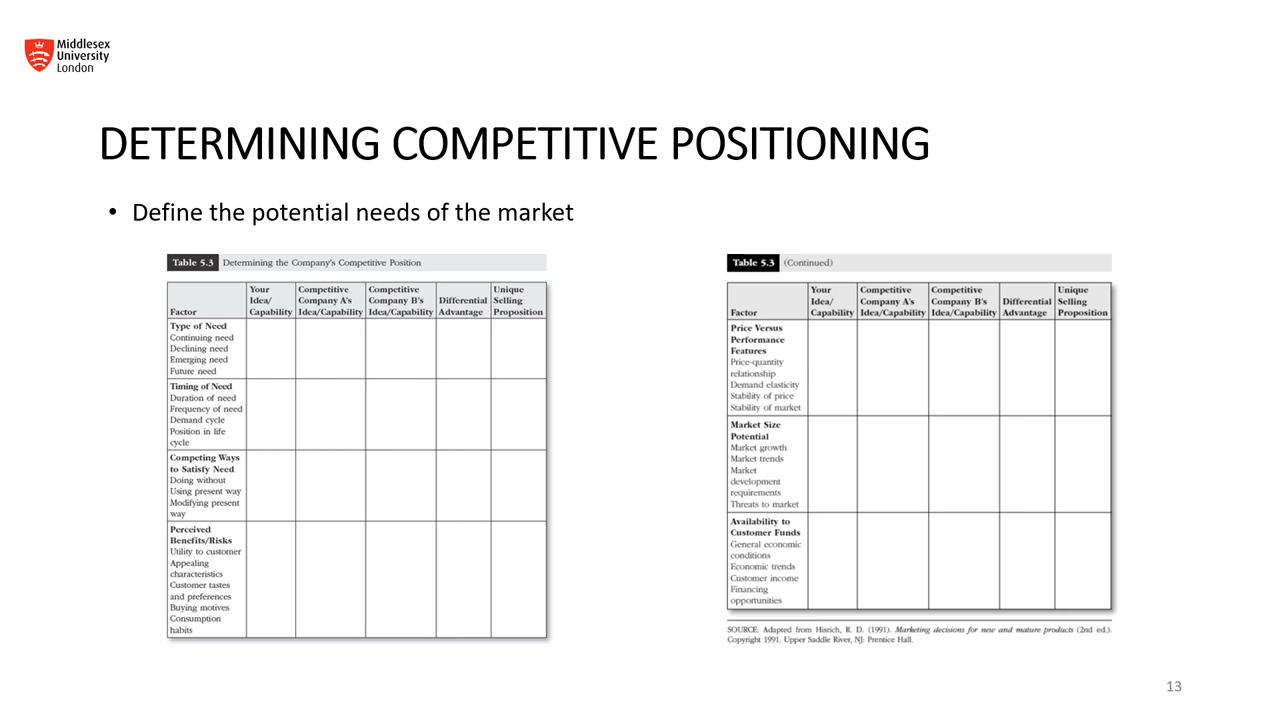 Middlesex
University
London
DETERMINING COMPETITIVE POSITIONING
• Define the potential needs of the market
Table 5.3 Determining the Company's Competitive Position
Factor
Your
Idea/
Capability
Competitive
Company A's
Idea/Capability
Competitive
Company B's
Idea/Capability
Differential
Advantage
Unique
Selling
Proposition
Type of Need
Continuing need
Declining need
Emerging need
Future need
Timing of Need
Duration of need
Frequency of need
Demand cycle
Position in life
cycle
Competing Ways
to Satisfy Need
Doing without
Using present way
Modifying present
way
Perceived
Benefits/Risks
Utility to customer
Appealing
characteristics
Customer tastes
and preferences
Buying motives
Consumption
habits
Table 5.3 (Continued)
Factor
Your
Idea/
Capability
Competitive
Company A's
Idea/Capability
Competitive
Company B's
Idea/Capability
Differential
Advantage
Unique
Selling
Proposition
Price Versus
Performance
Features
Price-quantity
relationship
Demand elasticity
Stability of price
Stability of market
Market Size
Potential
Market growth
Market trends
Market
development
requirements
Threats to market
Availability to
Customer Funds
General economic
conditions
Economic trends
Customer income
Financing
opportunities
SOURCE: Adapted from Hisrich, R. D. (1991). Marketing decisions for new and mature products (2nd ed.).
Copyright 1991. Upper Saddle River, NJ: Prentice Hall.
13